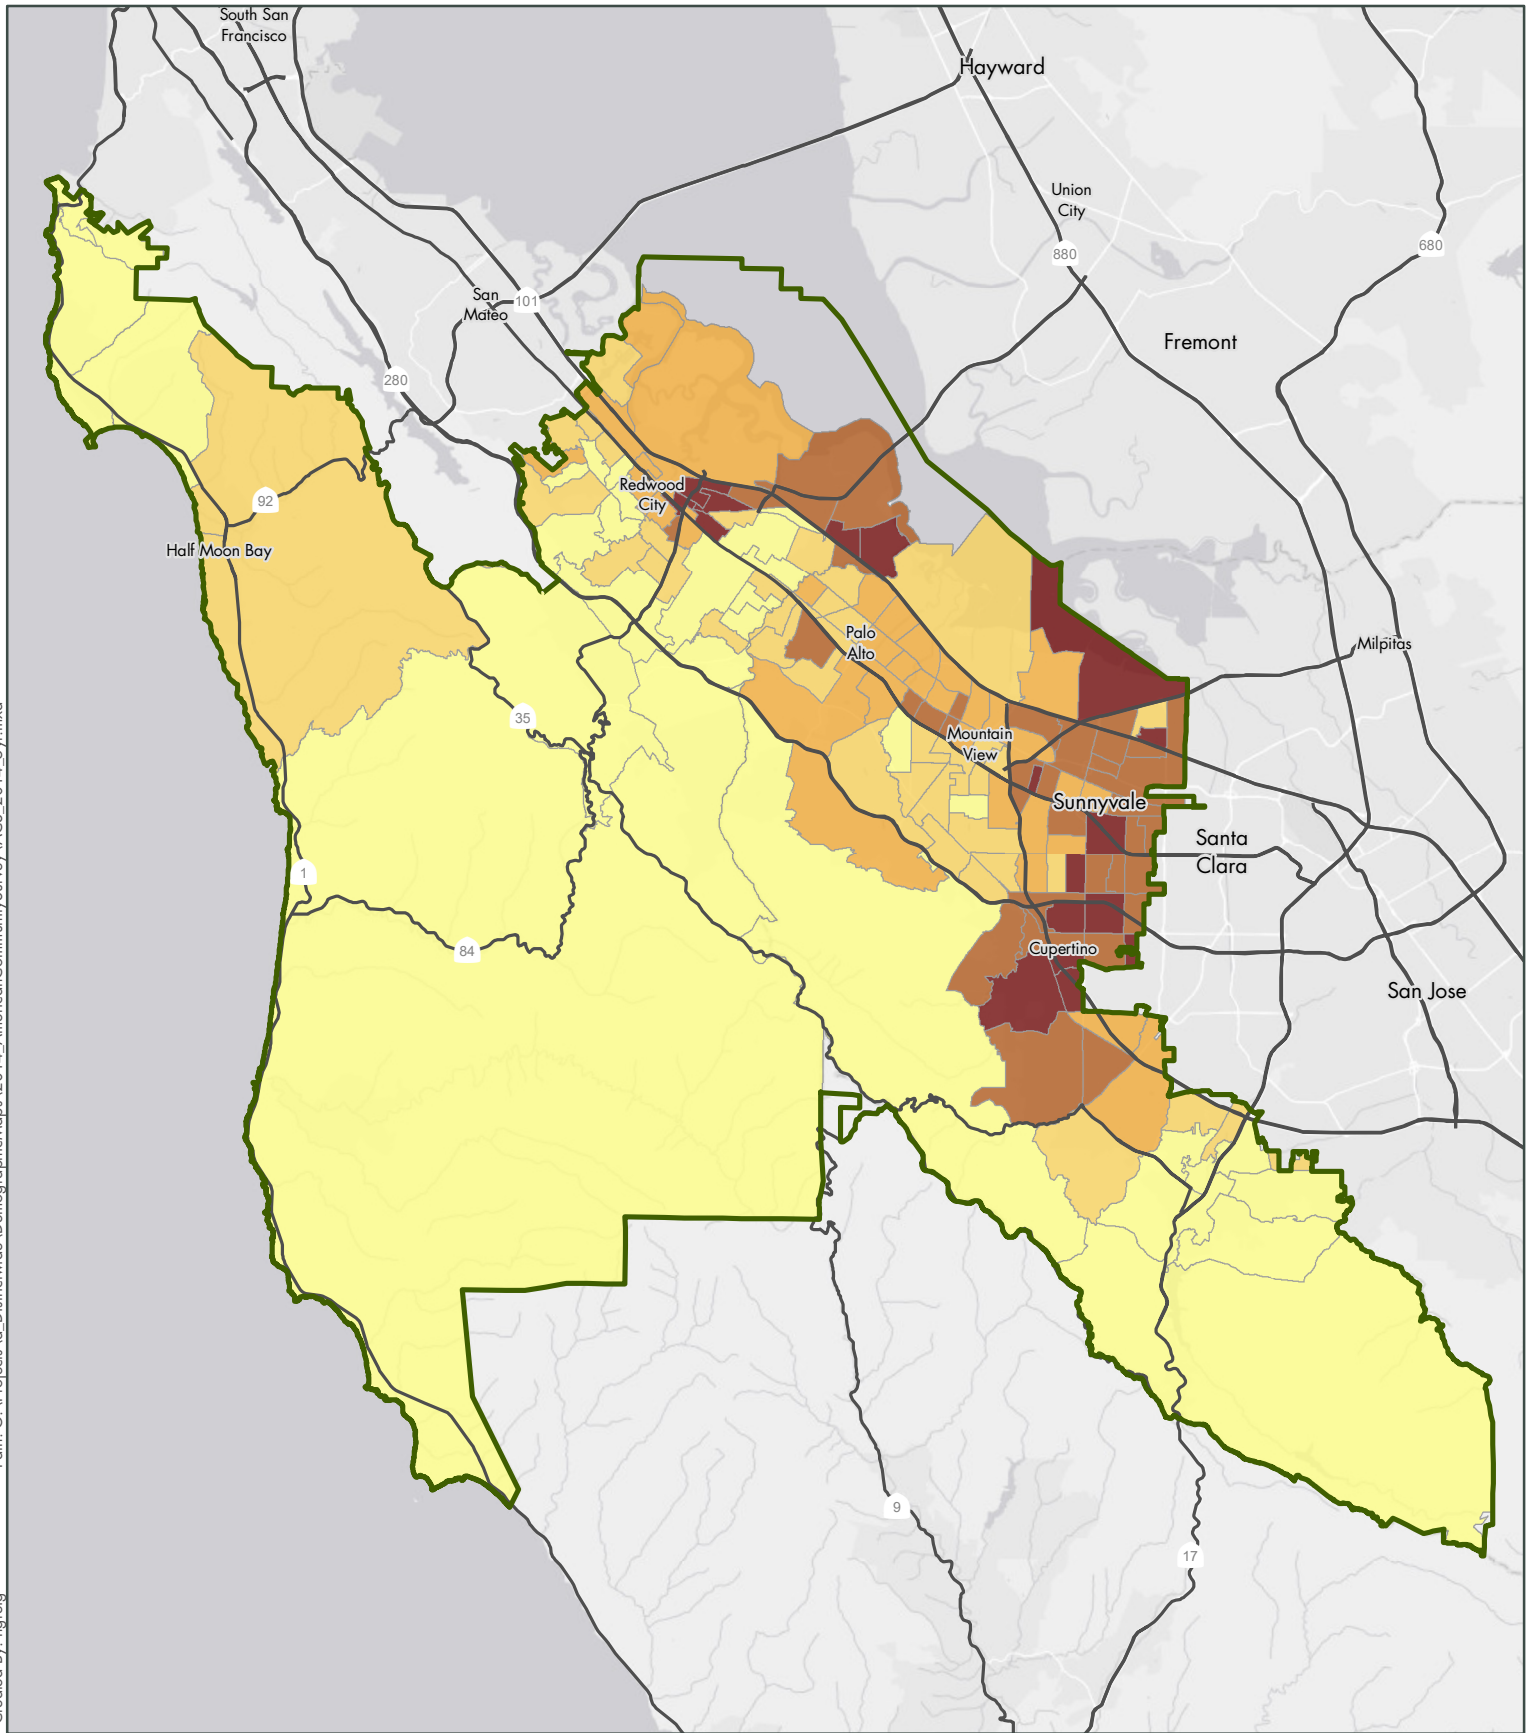 South San
Francisco
Hayward
Union
City
880
680
San
Mateo
101
Fremont
280
Redwood
City
92
Half Moon Bay
Palo
Alto
Milpitas
35
Mountain
View
Sunnyvale
Santa
Clara
1
84
Cupertino
San Jose
9
17